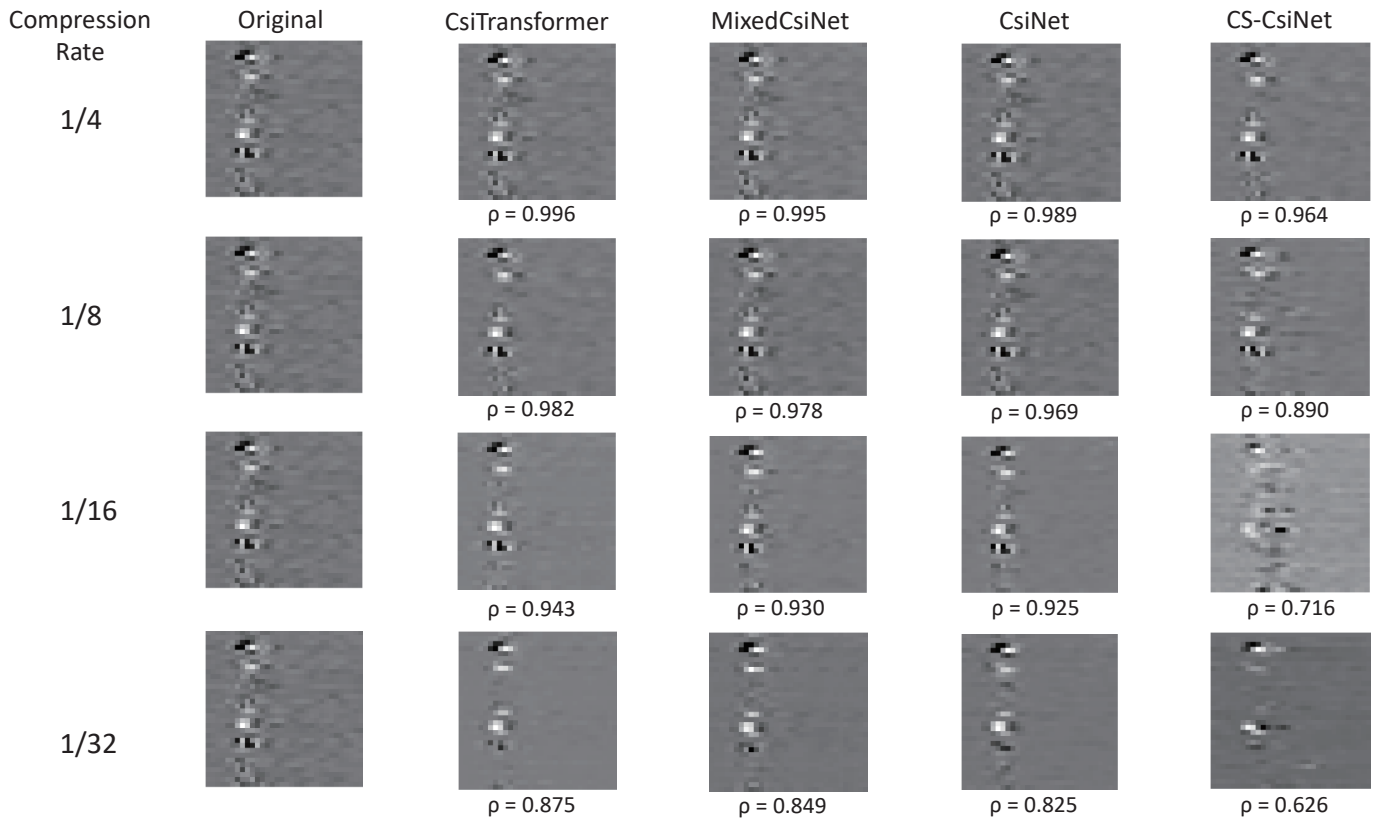 Compression
Rate
Original
CsiTransformer
MixedCsiNet
CsiNet
CS-CsiNet
1/4
ρ = 0.996
ρ = 0.995
ρ = 0.989
ρ = 0.964
1/8
ρ = 0.982
ρ = 0.978
ρ = 0.969
ρ = 0.890
1/16
ρ = 0.943
ρ = 0.930
ρ = 0.925
ρ = 0.716
1/32
ρ = 0.875
ρ = 0.849
ρ = 0.825
ρ = 0.626